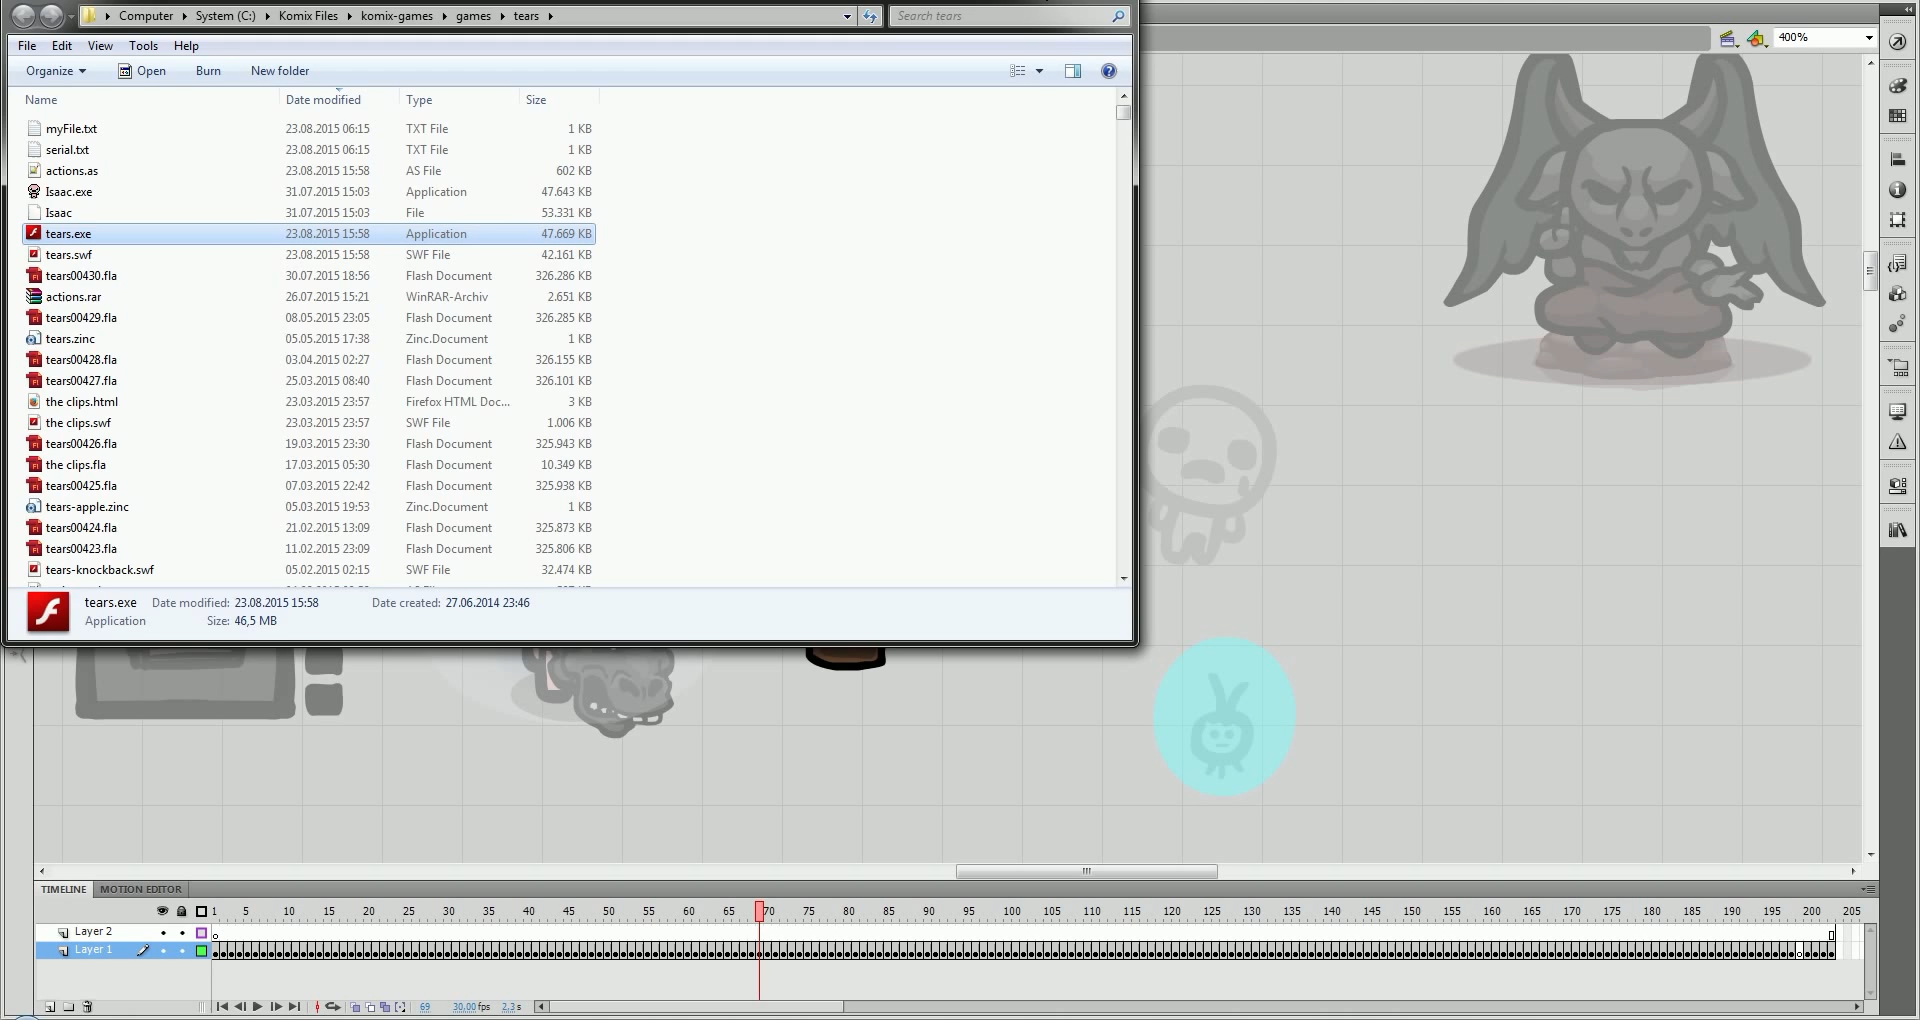 Computer System (C:) Komix Files komix-games games tears
Search tears
File Edit View Tools Help
400%
Organize Open Burn New folder
Name Date modified Type Size
myFile.txt 23.08.2015 06:15 TXT File 1 KB
serial.txt 23.08.2015 06:15 TXT File 1 KB
actions.as 23.08.2015 15:58 AS File 602 KB
Isaac.exe 31.07.2015 15:03 Application 47.643 KB
Isaac 31.07.2015 15:03 File 53.331 KB
tears.exe 23.08.2015 15:58 Application 47.669 KB
tears.swf 23.08.2015 15:58 SWF File 42.161 KB
tears00430.fla 30.07.2015 18:56 Flash Document 326.286 KB
actions.rar 26.07.2015 15:21 WinRAR-Archiv 2.651 KB
tears00429.fla 08.05.2015 23:05 Flash Document 326.285 KB
tears.zinc 05.05.2015 17:38 Zinc.Document 1 KB
tears00428.fla 03.04.2015 02:27 Flash Document 326.155 KB
tears00427.fla 25.03.2015 08:40 Flash Document 326.101 KB
the clips.html 23.03.2015 23:57 Firefox HTML Doc... 3 KB
the clips.swf 23.03.2015 23:57 SWF File 1.006 KB
tears00426.fla 19.03.2015 23:30 Flash Document 325.943 KB
the clips.fla 17.03.2015 05:30 Flash Document 10.349 KB
tears00425.fla 07.03.2015 22:42 Flash Document 325.938 KB
tears-apple.zinc 05.03.2015 19:53 Zinc.Document 1 KB
tears00424.fla 21.02.2015 13:09 Flash Document 325.873 KB
tears00423.fla 11.02.2015 23:09 Flash Document 325.806 KB
tears-knockback.swf 05.02.2015 02:15 SWF File 32.474 KB
tears.exe Date modified: 23.08.2015 15:58 Date created: 27.06.2014 23:46
Application Size: 46,5 MB
TIMELINE MOTION EDITOR
1 5 10 15 20 25 30 35 40 45 50 55 60 65 70 75 80 85 90 95 100 105 110 115 120 125 130 135 140 145 150 155 160 165 170 175 180 185 190 195 200 205
Layer 2
Layer 1
69 30.00 fps 2.3 s